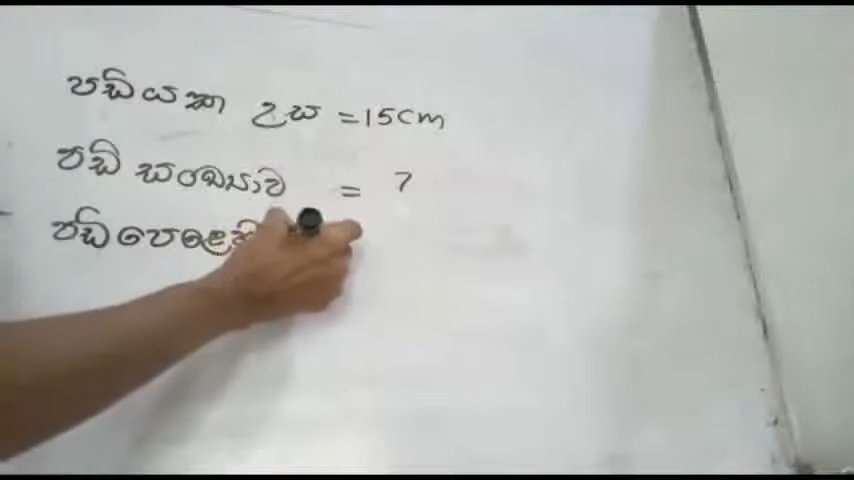 පඩියක උස =15cm
පඩි සංඛ්‍යාව = 7
පඩි පෙළෙහි